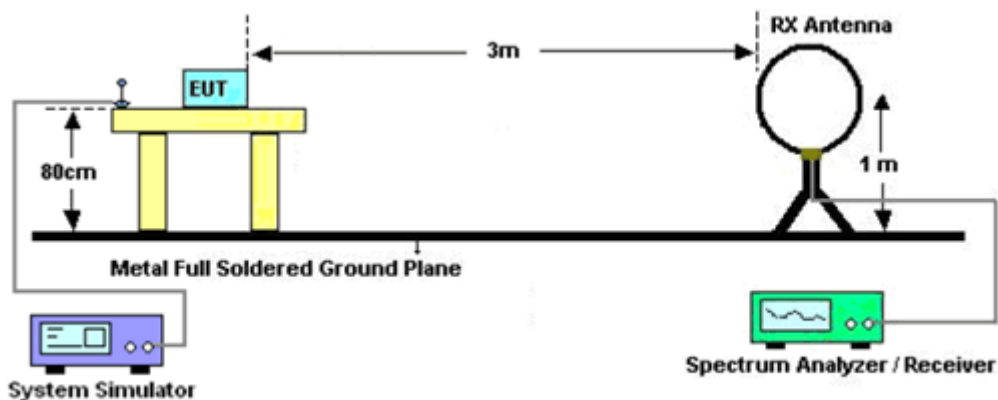 RX Antenna
3m
EUT
80cm
1 m
Metal Full Soldered Ground Plane
Spectrum Analyzer / Receiver
System Simulator